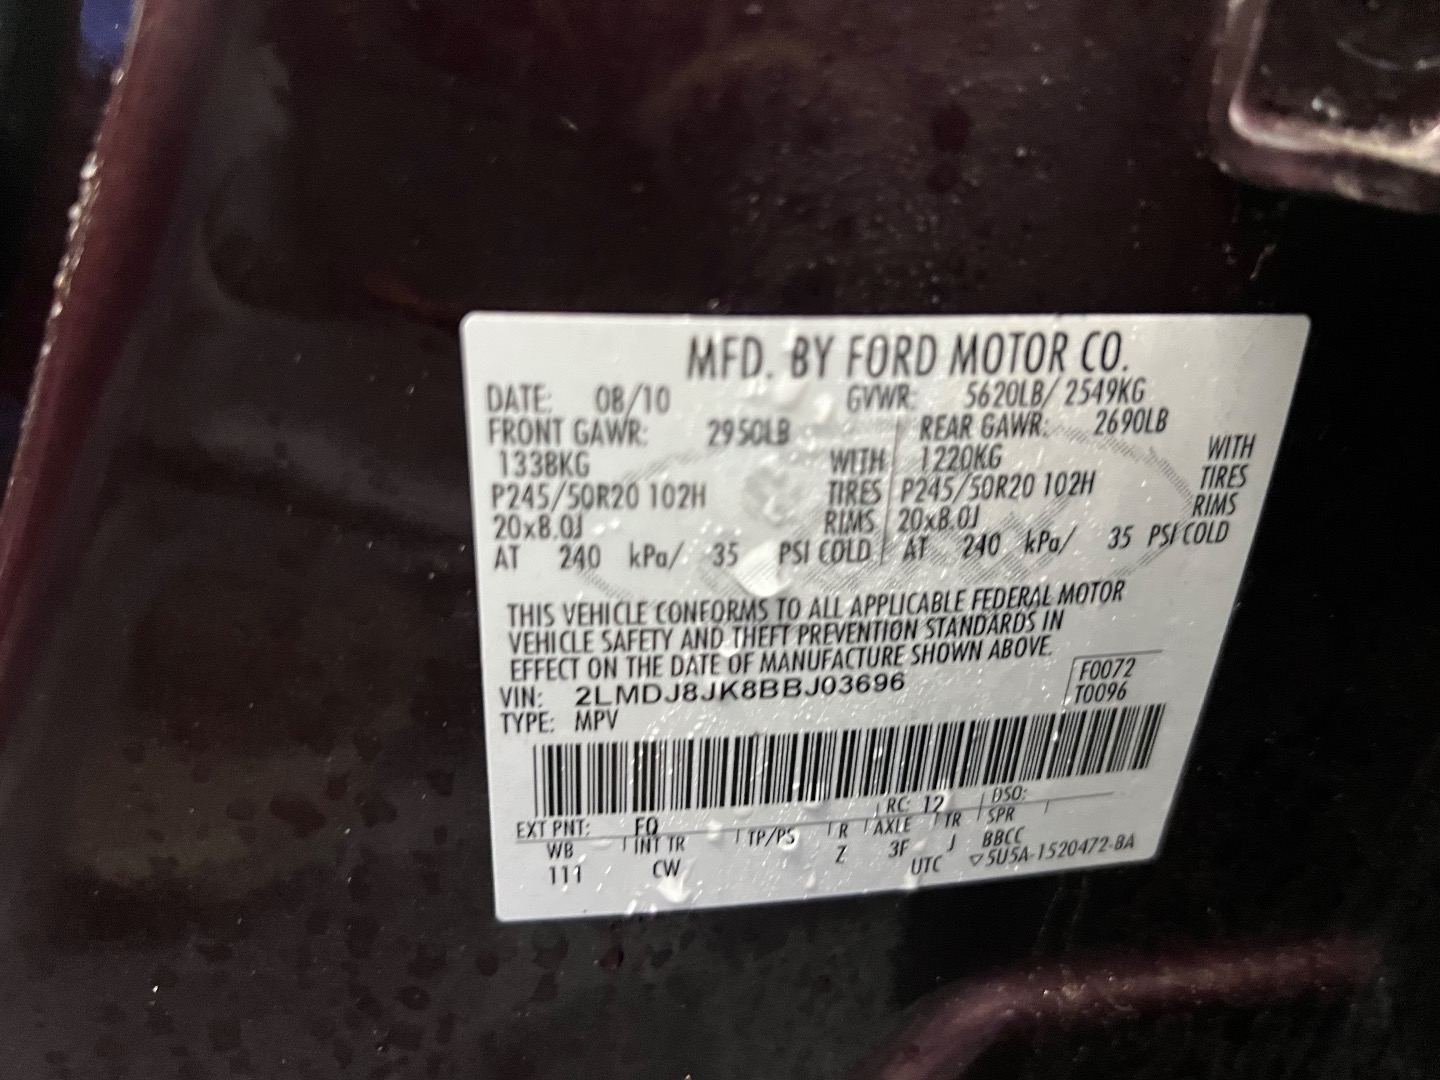 MFD. BY FORD MOTOR CO.
DATE: 08/10 GVWR: 5620LB/ 2549KG
FRONT GAWR: 2950LB REAR GAWR: 2690LB
1338KG WITH 1220KG WITH
P245/50R20 102H TIRES P245/50R20 102H TIRES
20x8.0J RIMS 20x8.0J RIMS
AT 240 kPa/ 35 PSI COLD AT 240 kPa/ 35 PSI COLD
THIS VEHICLE CONFORMS TO ALL APPLICABLE FEDERAL MOTOR
VEHICLE SAFETY AND THEFT PREVENTION STANDARDS IN
EFFECT ON THE DATE OF MANUFACTURE SHOWN ABOVE.
VIN: 2LMDJ8JK8BBJ03696 F0072
TYPE: MPV T0096
EXT PNT: FQ RC: 12 DSO:
WB INT TR TP/PS R AXLE TR SPR
111 CW Z 3F J BBCC
UTC ▽5U5A-1520472-BA